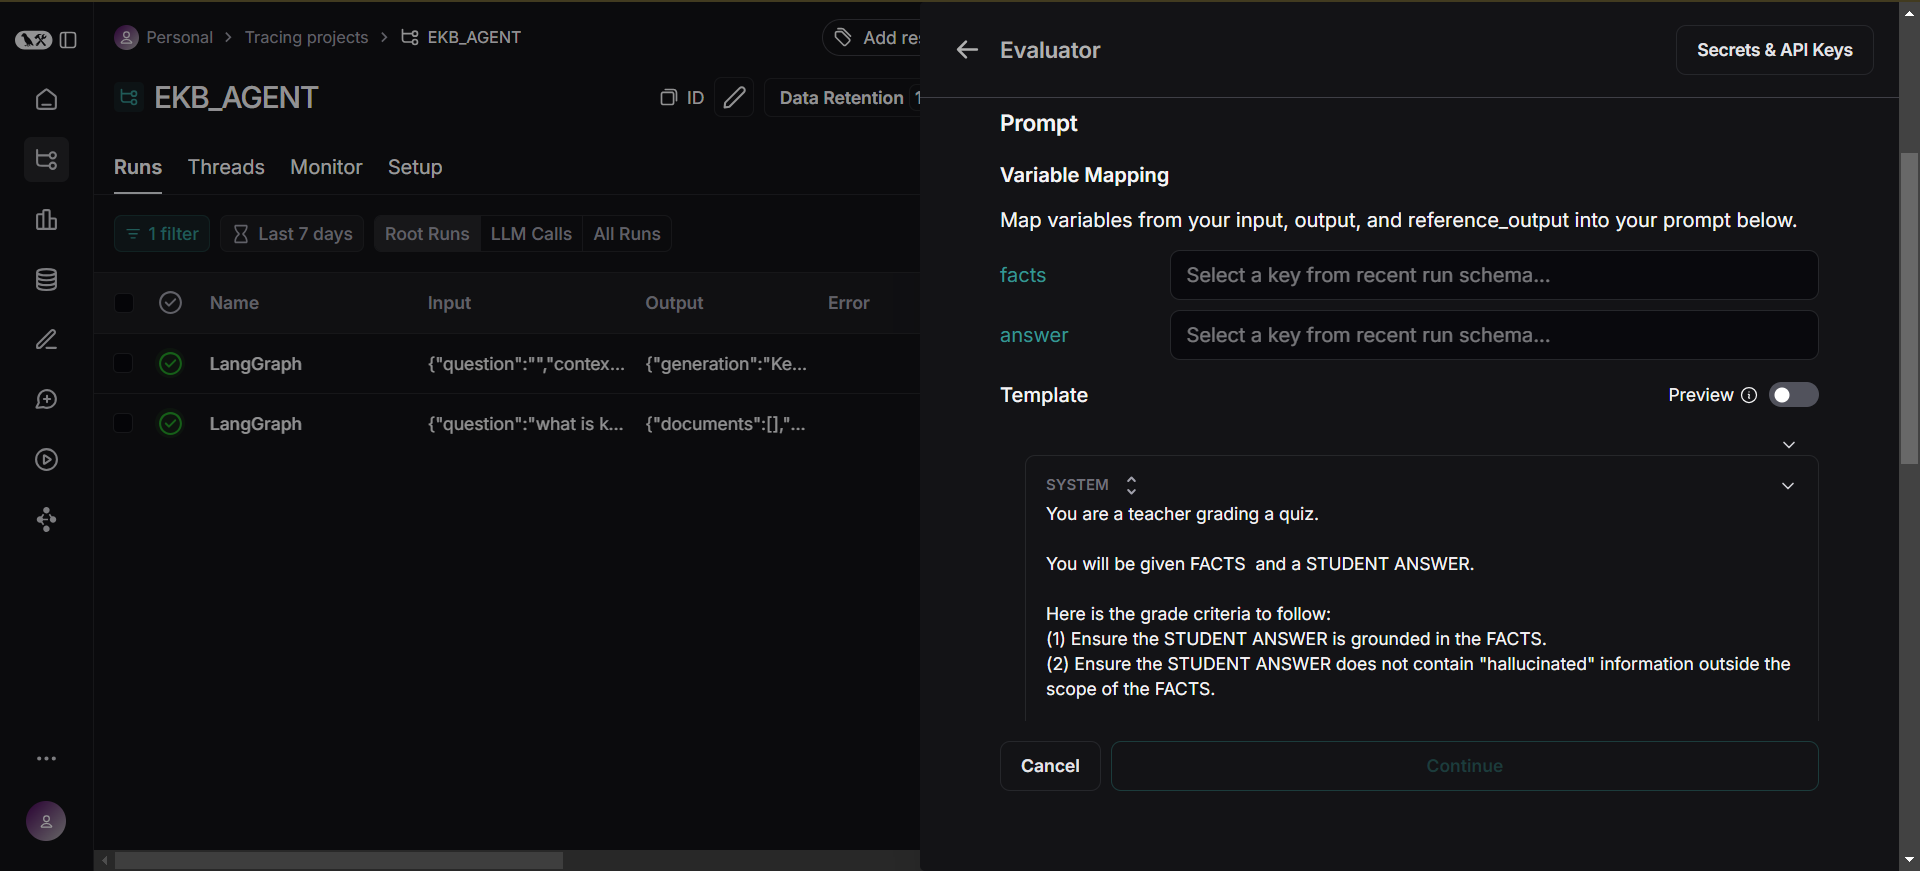 Personal > Tracing projects > EKB_AGENT
Add res
EKB_AGENT
ID
Data Retention 1
Runs Threads Monitor Setup
1 filter
Last 7 days
Root Runs LLM Calls All Runs
Name Input Output Error
LangGraph {"question":"","contex... {"generation":"Ke...
LangGraph {"question":"what is k... {"documents":[],"...
Evaluator
Secrets & API Keys
Prompt
Variable Mapping
Map variables from your input, output, and reference_output into your prompt below.
facts Select a key from recent run schema...
answer Select a key from recent run schema...
Template
Preview
SYSTEM
You are a teacher grading a quiz.
You will be given FACTS  and a STUDENT ANSWER.
Here is the grade criteria to follow:
(1) Ensure the STUDENT ANSWER is grounded in the FACTS.
(2) Ensure the STUDENT ANSWER does not contain "hallucinated" information outside the
scope of the FACTS.
Cancel
Continue